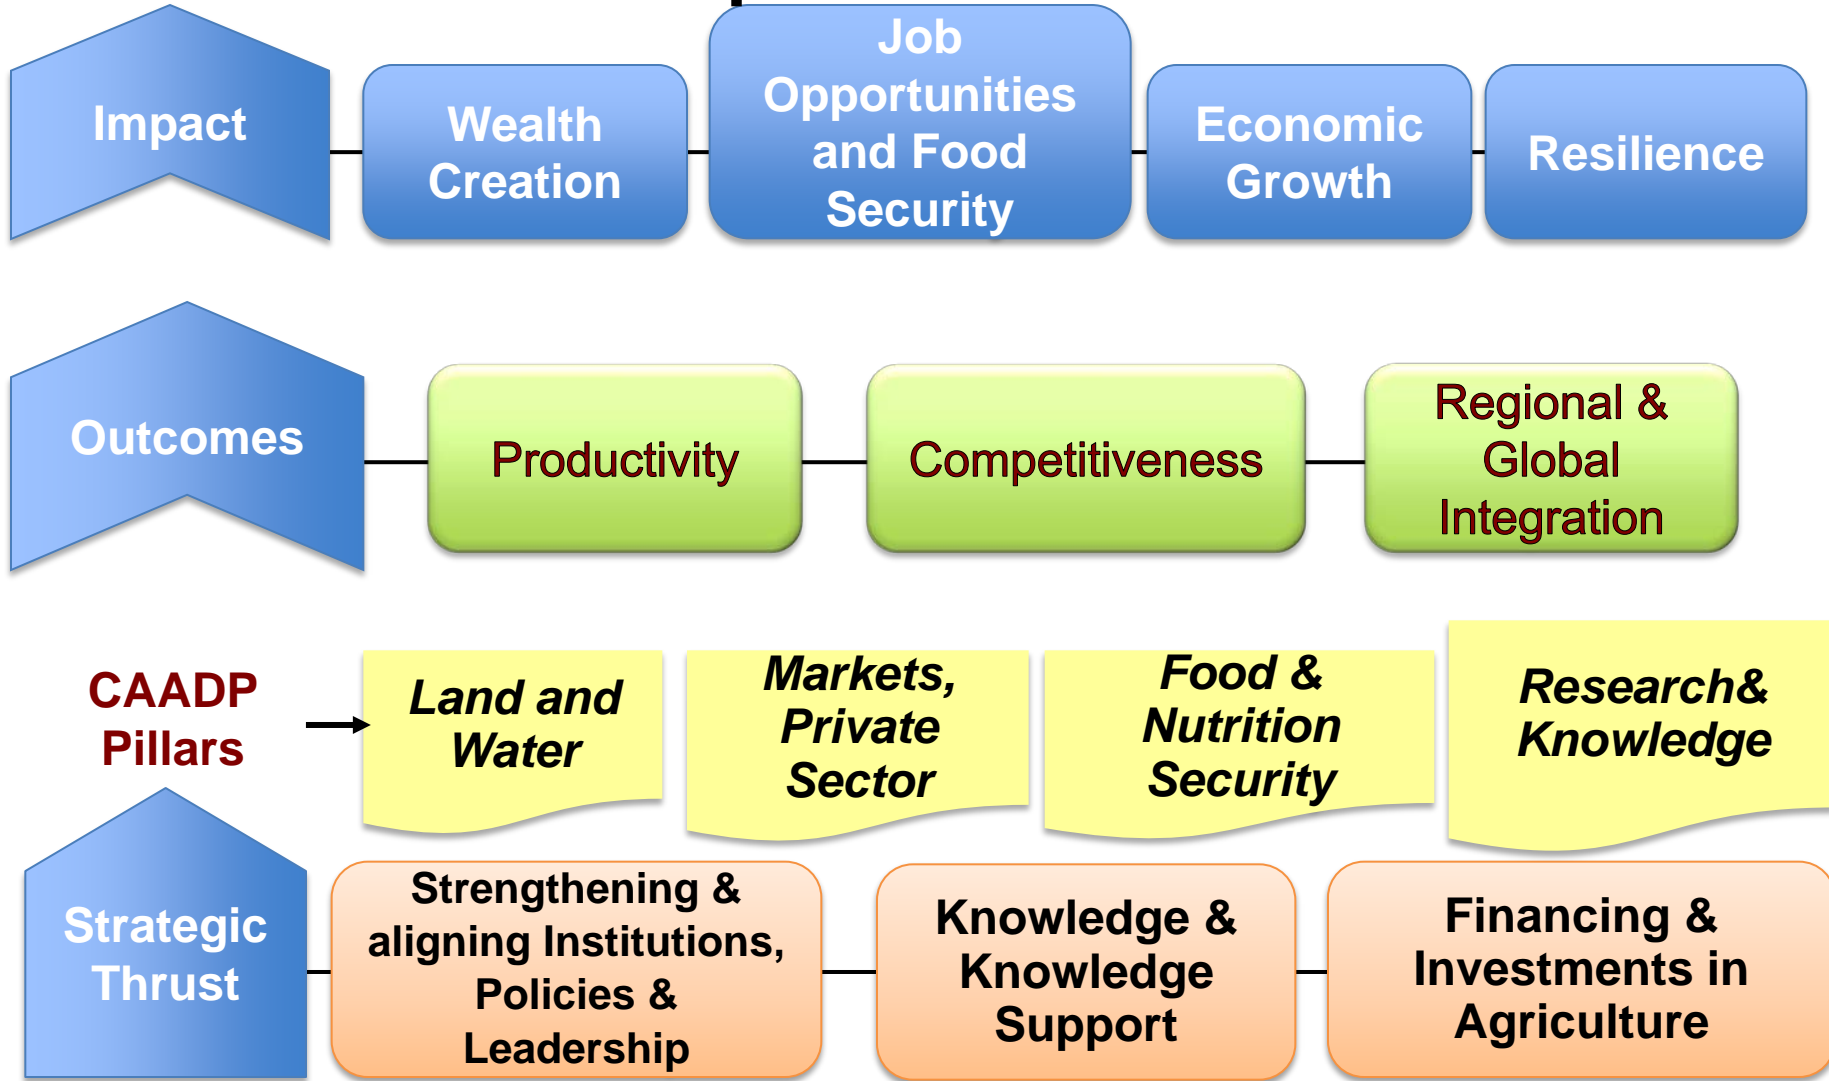 Impact
Wealth
Creation
Job
Opportunities
and Food
Security
Economic
Growth
Resilience
Outcomes
Productivity
Competitiveness
Regional &
Global
Integration
CAADP
Pillars
Land and
Water
Markets,
Private
Sector
Food &
Nutrition
Security
Research&
Knowledge
Strategic
Thrust
Strengthening &
aligning Institutions,
Policies &
Leadership
Knowledge &
Knowledge
Support
Financing &
Investments in
Agriculture